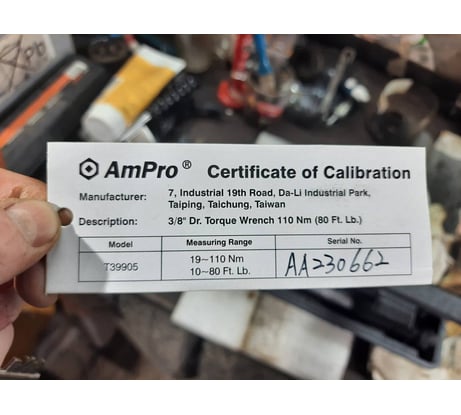 AmPro® Certificate of Calibration
Manufacturer: 7, Industrial 19th Road, Da-Li Industrial Park,
Taiping, Taichung, Taiwan
Description: 3/8" Dr. Torque Wrench 110 Nm (80 Ft. Lb.)
Model Measuring Range Serial No.
T39905 19~110 Nm AA230662
10~80 Ft. Lb.